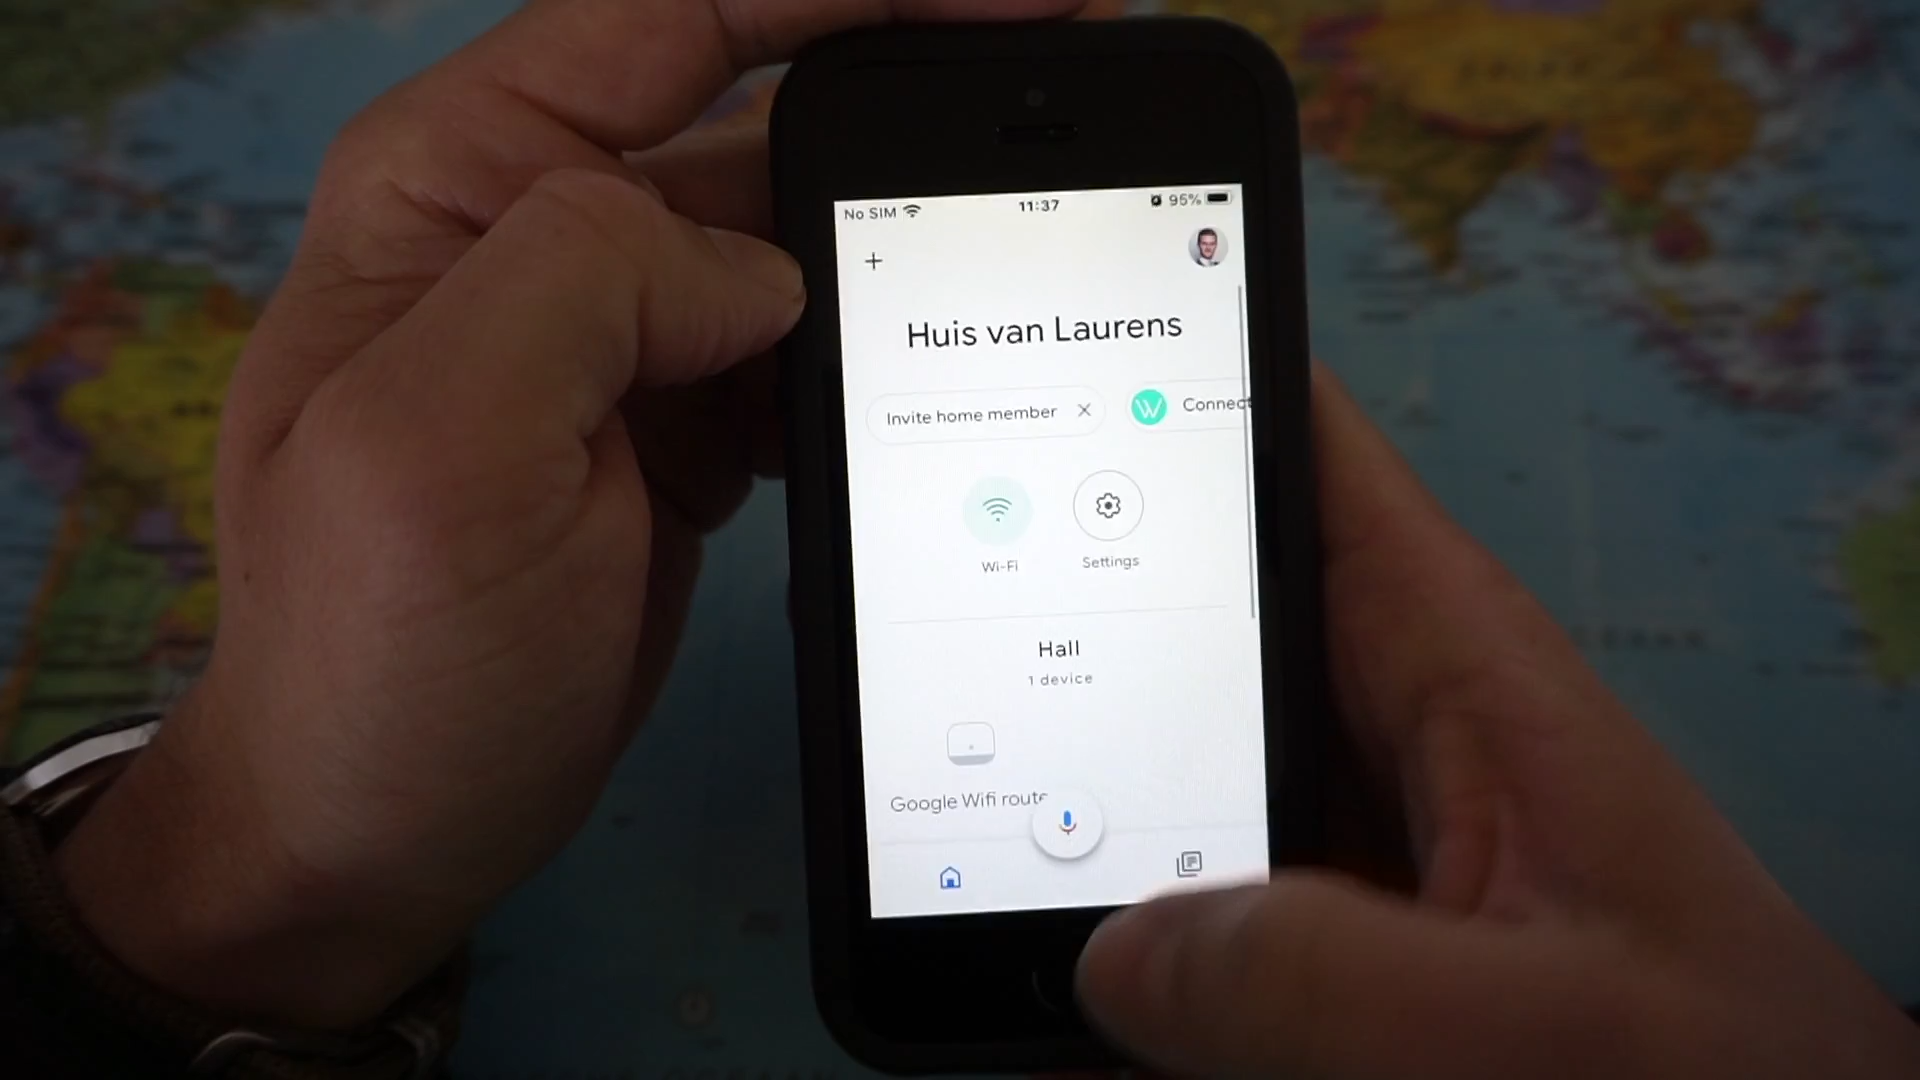 No SIM 11:37 95%
+
Huis van Laurens
Invite home member × W Connect
Wi-Fi Settings
Hall
1 device
Google Wifi route